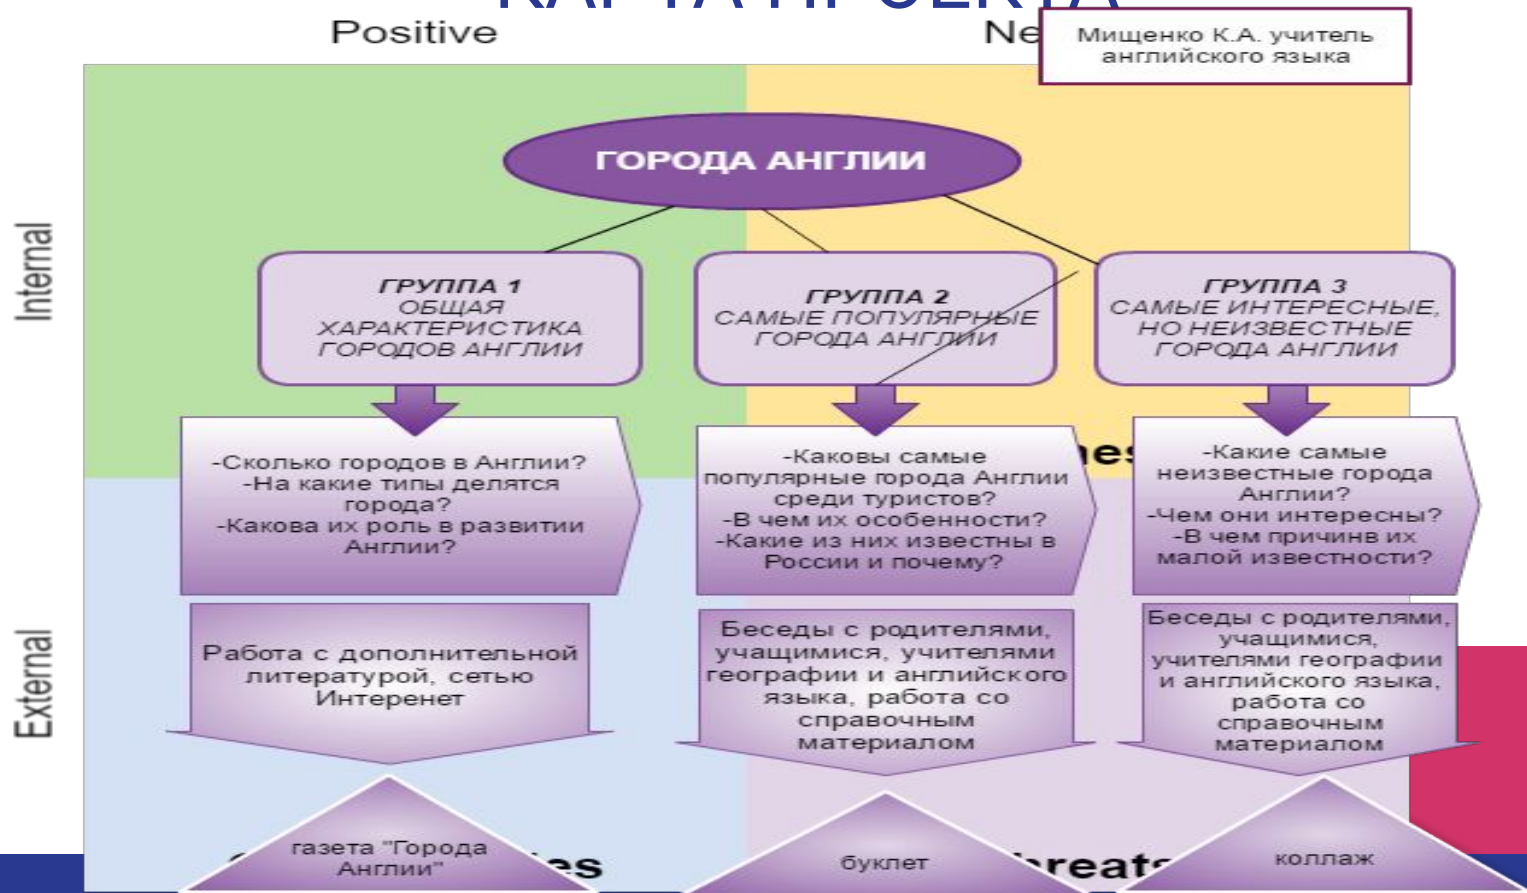 КАРТА ПРОЕКТА
Positive
Ne
Мищенко К.А. учитель
английского языка
Internal
External
ГОРОДА АНГЛИИ
ГРУППА 1
ОБЩАЯ
ХАРАКТЕРИСТИКА
ГОРОДОВ АНГЛИИ
ГРУППА 2
САМЫЕ ПОПУЛЯРНЫЕ
ГОРОДА АНГЛИИ
ГРУППА 3
САМЫЕ ИНТЕРЕСНЫЕ,
НО НЕИЗВЕСТНЫЕ
ГОРОДА АНГЛИИ
-Сколько городов в Англии?
-На какие типы делятся
города?
-Какова их роль в развитии
Англии?
-Каковы самые
популярные города Англии
среди туристов?
-В чем их особенности?
-Какие из них известны в
России и почему?
-Какие самые
неизвестные города
Англии?
-Чем они интересны?
-В чем причинв их
малой известности?
Работа с дополнительной
литературой, сетью
Интеренет
Беседы с родителями,
учащимися, учителями
географии и английского
языка, работа со
справочным
материалом
Беседы с родителями,
учащимися,
учителями географии
и английского языка,
работа со
справочным
материалом
газета "Города
Англии"
буклет
коллаж